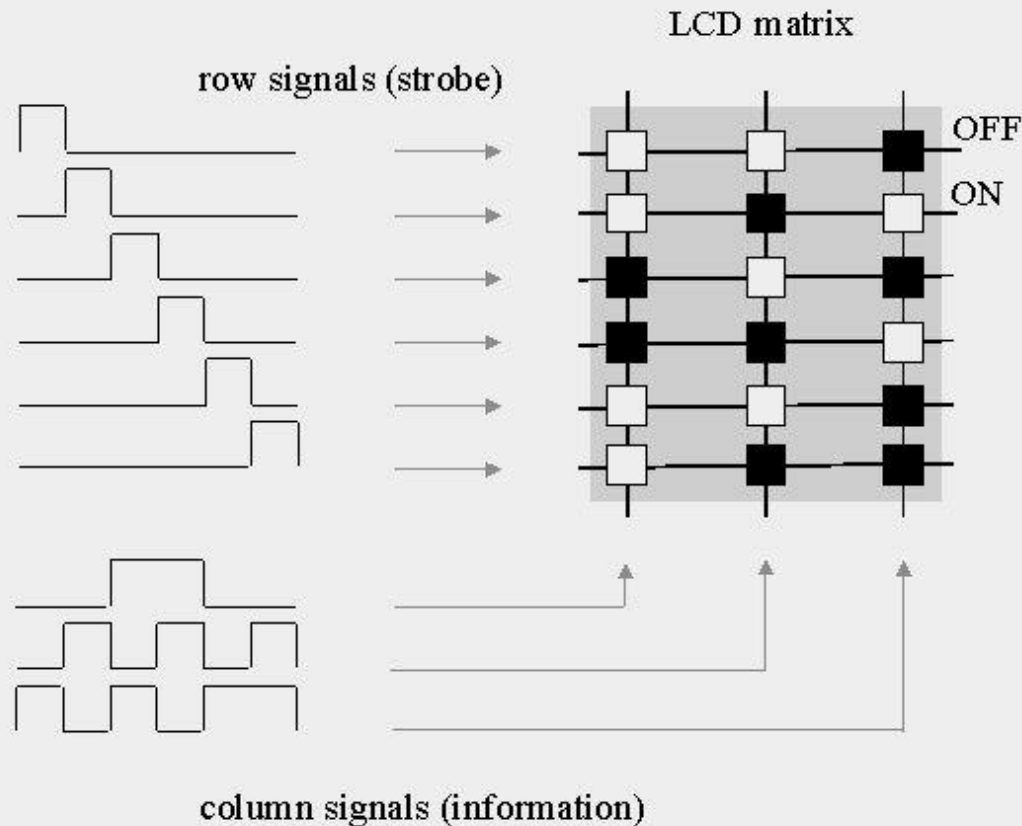 LCD matrix
row signals (strobe)
OFF
ON
column signals (information)